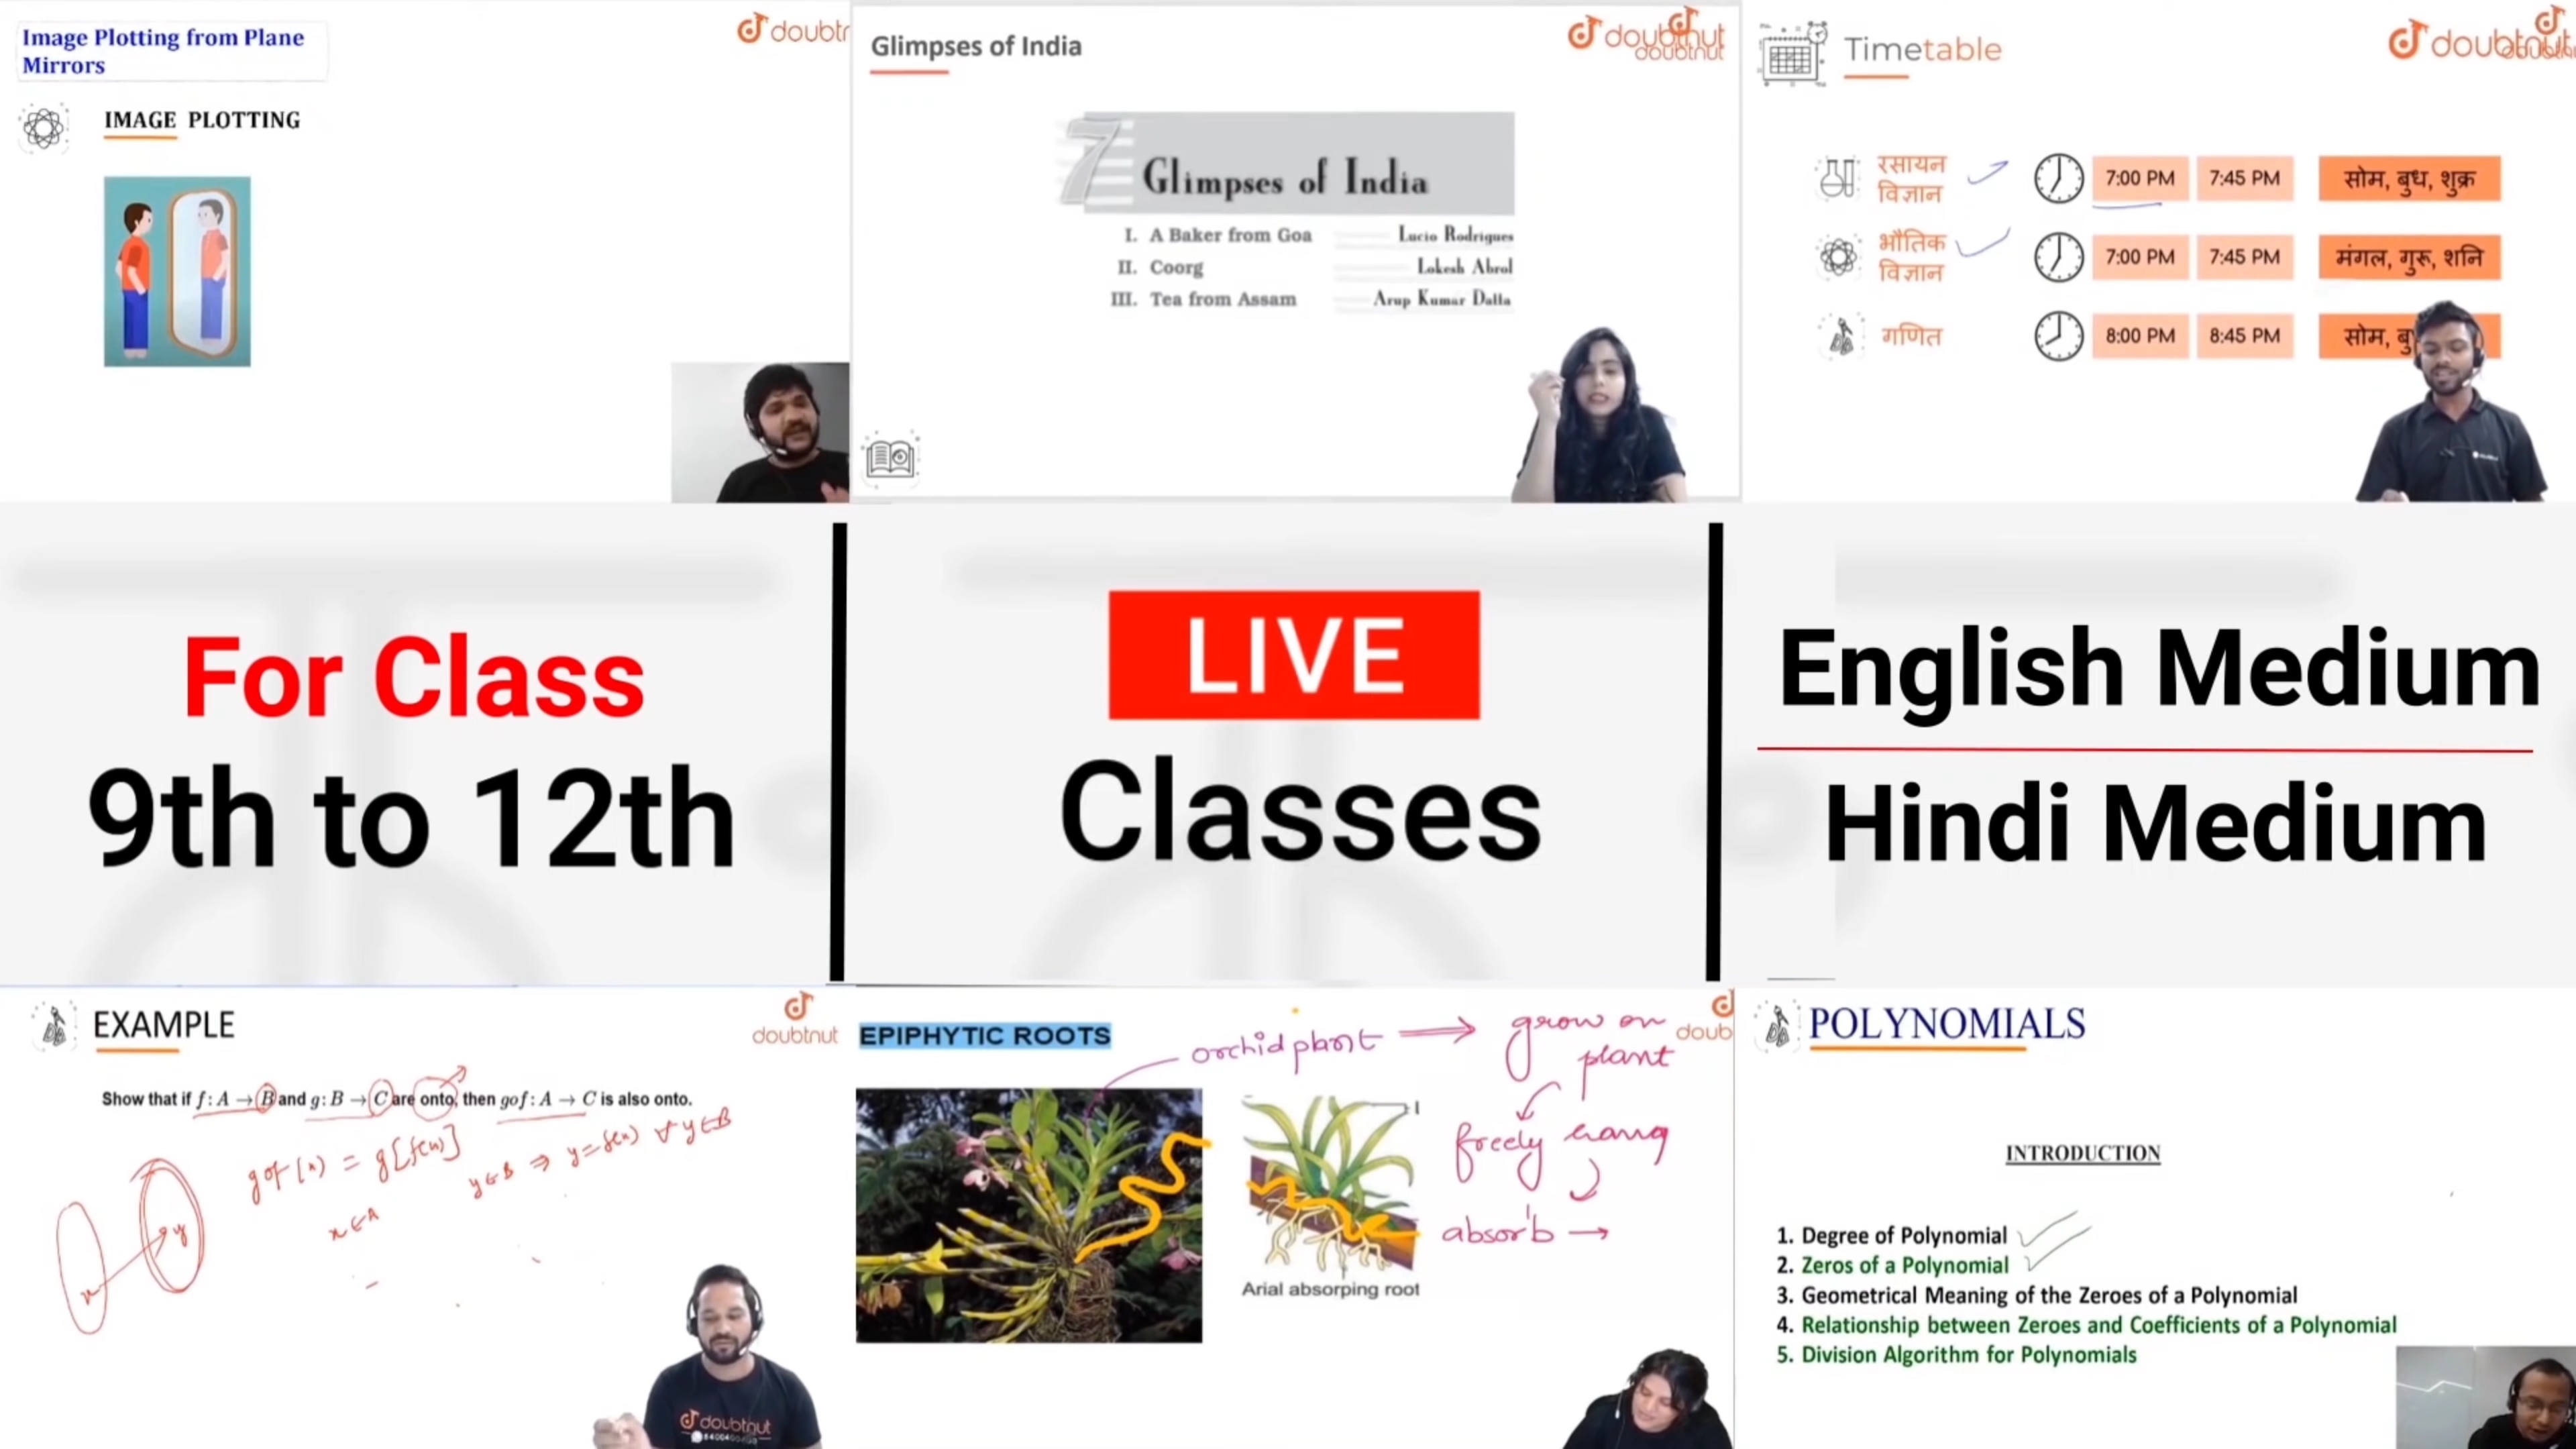 Image Plotting from Plane
Mirrors
IMAGE PLOTTING
Glimpses of India
doubtnut
doubtnut
7 Glimpses of India
I. A Baker from Goa Lucio Rodrigues
II. Coorg Lokesh Abrol
III. Tea from Assam Arup Kumar Datta
Timetable
doubtnut
रसायन
विज्ञान
7:00 PM 7:45 PM सोम, बुध, शुक्र
भौतिक
विज्ञान
7:00 PM 7:45 PM मंगल, गुरू, शनि
गणित 8:00 PM 8:45 PM सोम,
For Class
9th to 12th
LIVE
Classes
English Medium
Hindi Medium
EXAMPLE
doubtnut
Show that if f : A → B and g : B → C are onto, then gof : A → C is also onto.
gof(x) = g[f(x)]
y∈B ⇒ y=f(x) ∀ y∈B
x∈A
x y
doubtnut
EPIPHYTIC ROOTS
orchid plant → grow on
plant
doub
freely hang
absorb →
Arial absorping root
POLYNOMIALS
INTRODUCTION
1. Degree of Polynomial
2. Zeros of a Polynomial
3. Geometrical Meaning of the Zeroes of a Polynomial
4. Relationship between Zeroes and Coefficients of a Polynomial
5. Division Algorithm for Polynomials